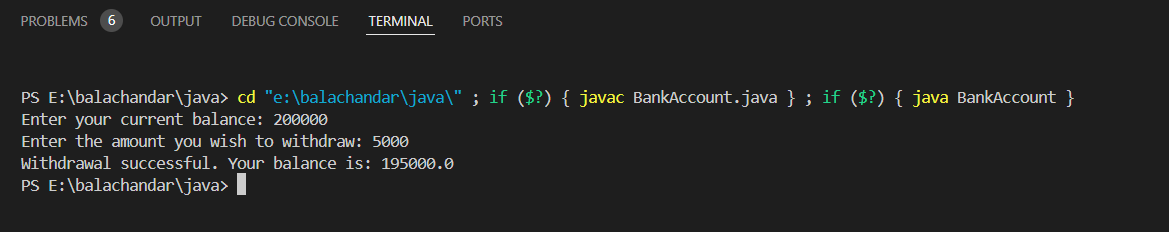 PROBLEMS 6 OUTPUT DEBUG CONSOLE TERMINAL PORTS
PS E:\balachandar\java> cd "e:\balachandar\java\" ; if ($?) { javac BankAccount.java } ; if ($?) { java BankAccount }
Enter your current balance: 200000
Enter the amount you wish to withdraw: 5000
Withdrawal successful. Your balance is: 195000.0
PS E:\balachandar\java>